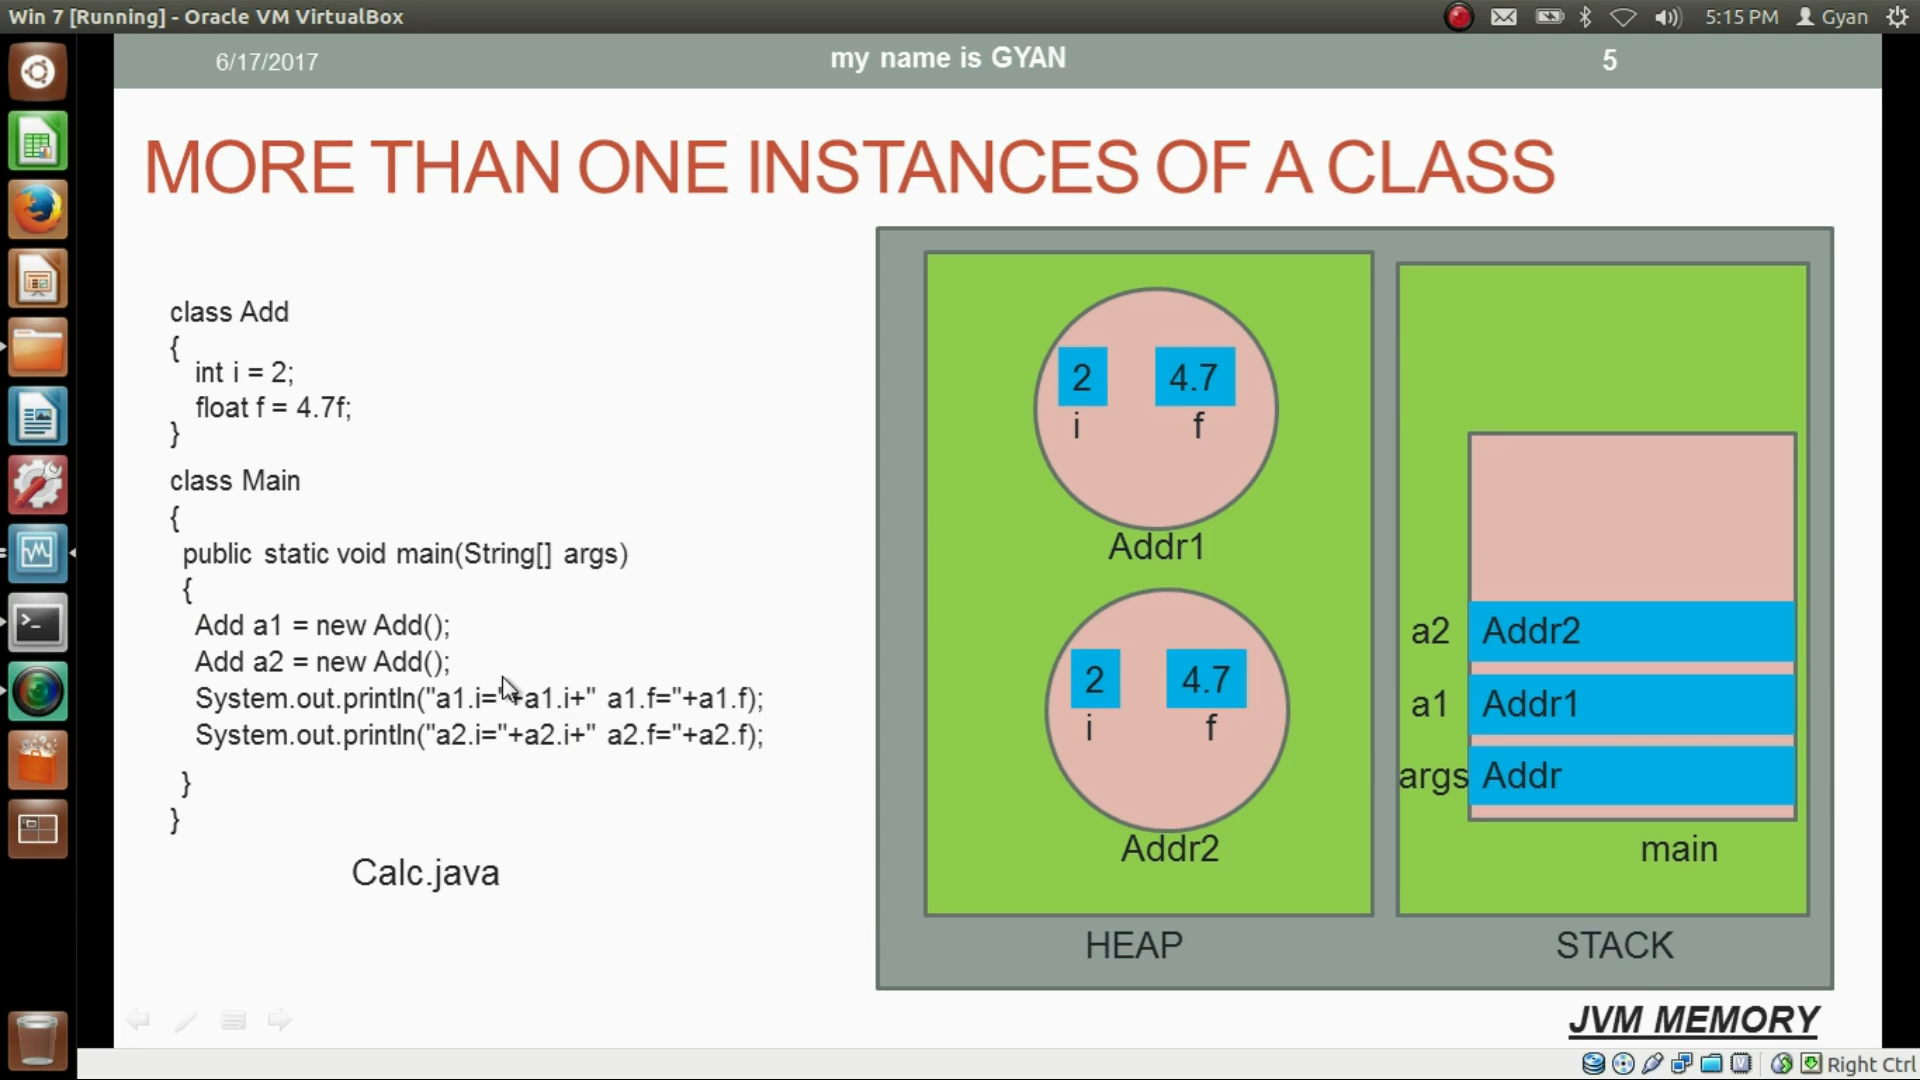 Win 7 [Running] - Oracle VM VirtualBox
5:15 PM Gyan
6/17/2017
my name is GYAN
5
MORE THAN ONE INSTANCES OF A CLASS
class Add
{
int i = 2;
float f = 4.7f;
}
class Main
{
public static void main(String[] args)
{
Add a1 = new Add();
Add a2 = new Add();
System.out.println("a1.i="+a1.i+" a1.f="+a1.f);
System.out.println("a2.i="+a2.i+" a2.f="+a2.f);
}
}
Calc.java
2 4.7
i f
Addr1
2 4.7
i f
Addr2
HEAP
a2 Addr2
a1 Addr1
args Addr
main
STACK
JVM MEMORY
Right Ctrl